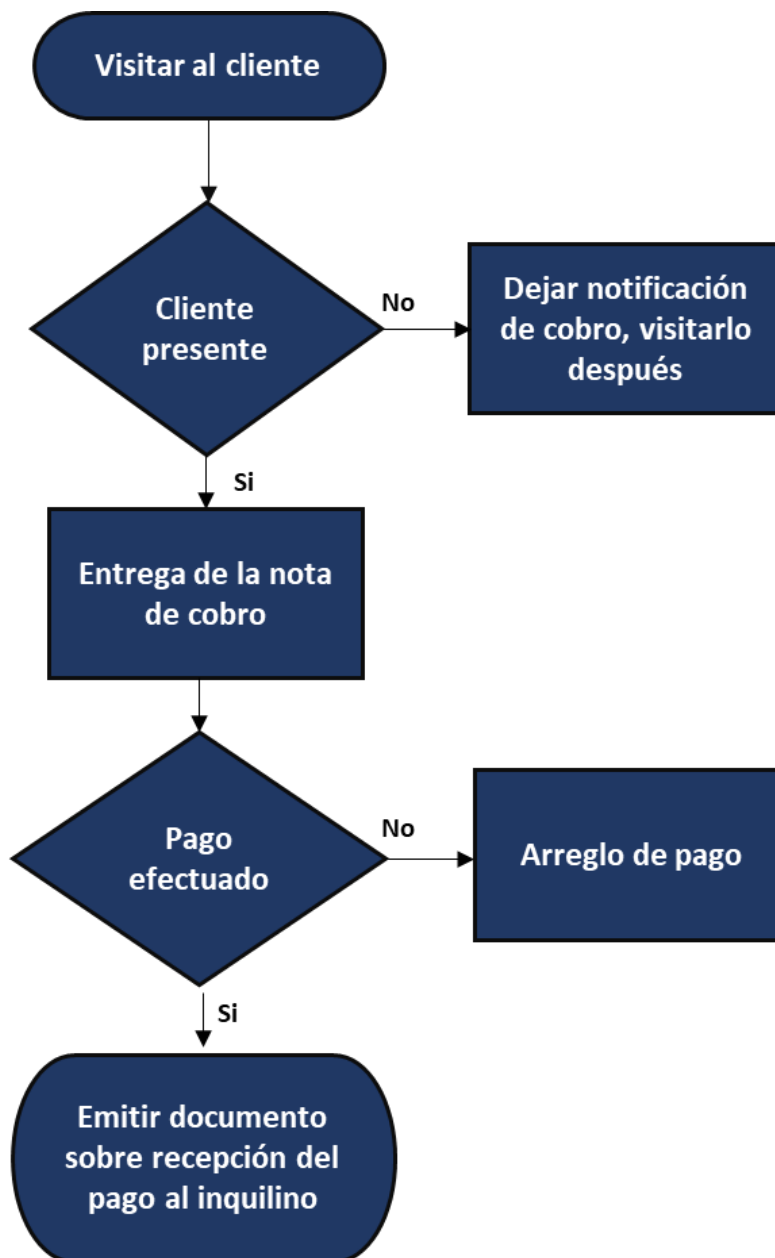 Visitar al cliente
Cliente
presente
No
Dejar notificación
de cobro, visitarlo
después
Si
Entrega de la nota
de cobro
Pago
efectuado
No
Arreglo de pago
Si
Emitir documento
sobre recepción del
pago al inquilino